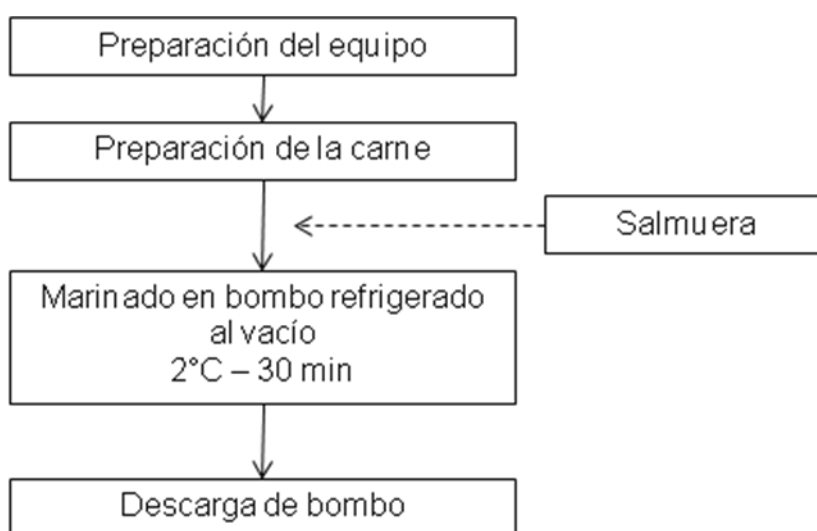 Preparación del equipo
Preparación de la carne
Salmuera
Marinado en bombo refrigerado
al vacío
2°C – 30 min
Descarga de bombo